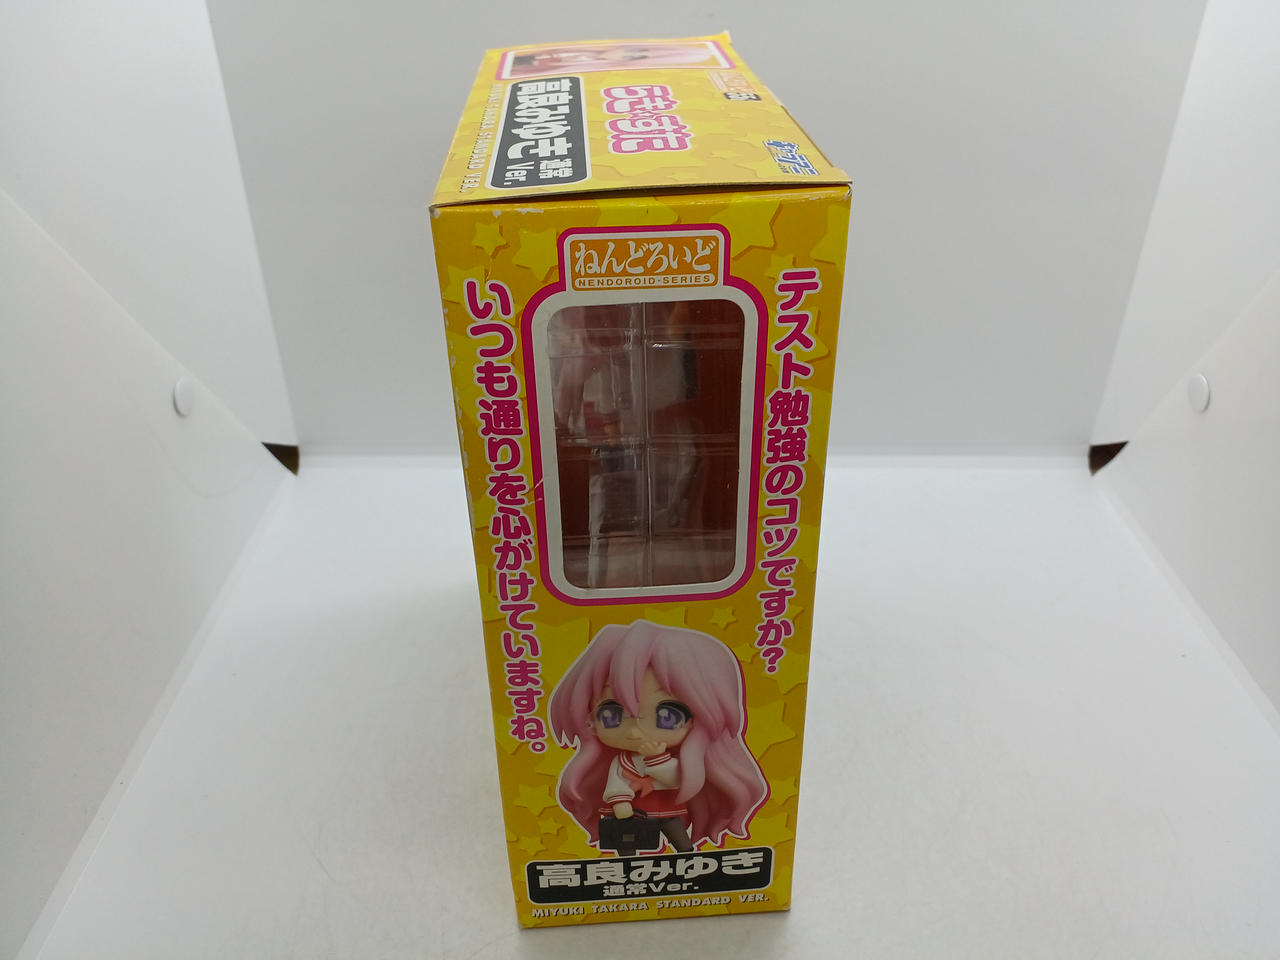 らき☆すた
高良みゆき 通常Ver.
MIYUKI TAKARA STANDARD VER.
ねんどろいど
NENDOROID-SERIES
テスト勉強のコツですか?
いつも通りを心がけていますね。
高良みゆき
通常Ver.
MIYUKI TAKARA STANDARD VER.